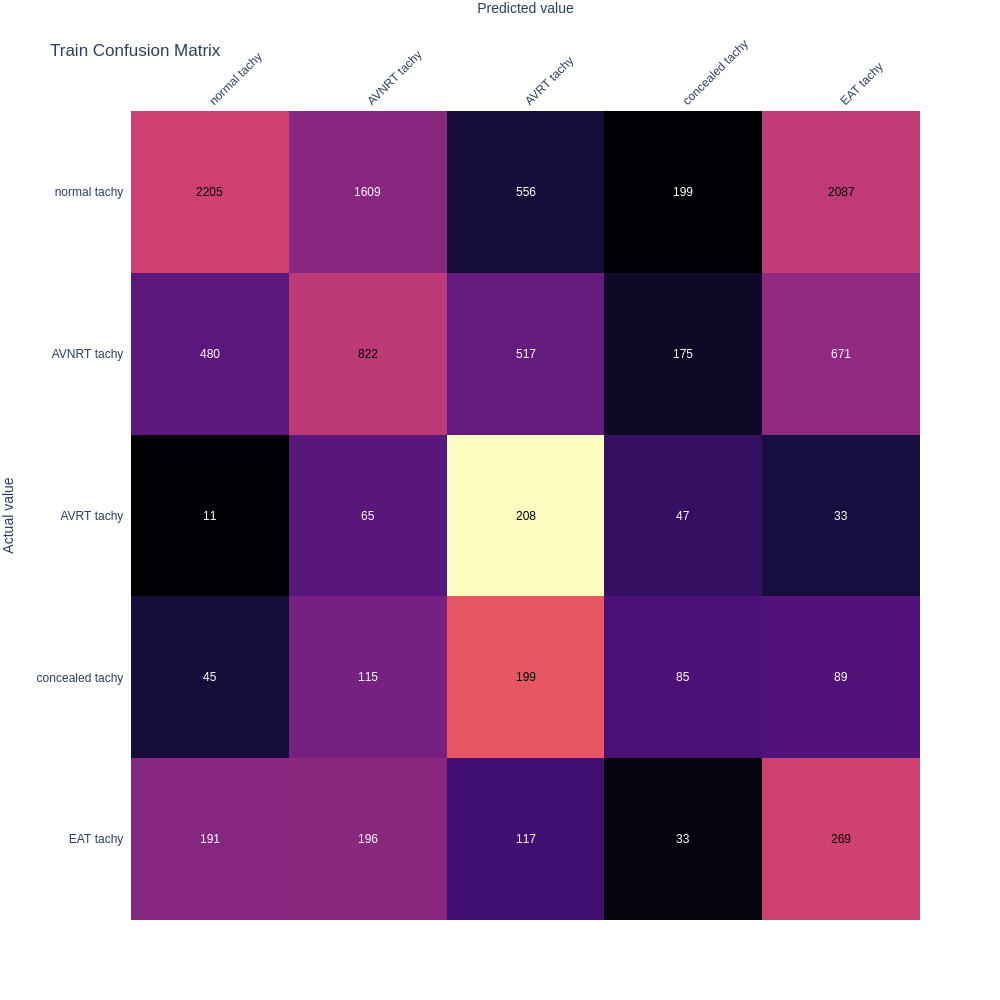 Predicted value
Train Confusion Matrix
normal tachy
AVNRT tachy
AVRT tachy
concealed tachy
EAT tachy
normal tachy 2205 1609 556 199 2087
AVNRT tachy 480 822 517 175 671
Actual value
AVRT tachy 11 65 208 47 33
concealed tachy 45 115 199 85 89
EAT tachy 191 196 117 33 269